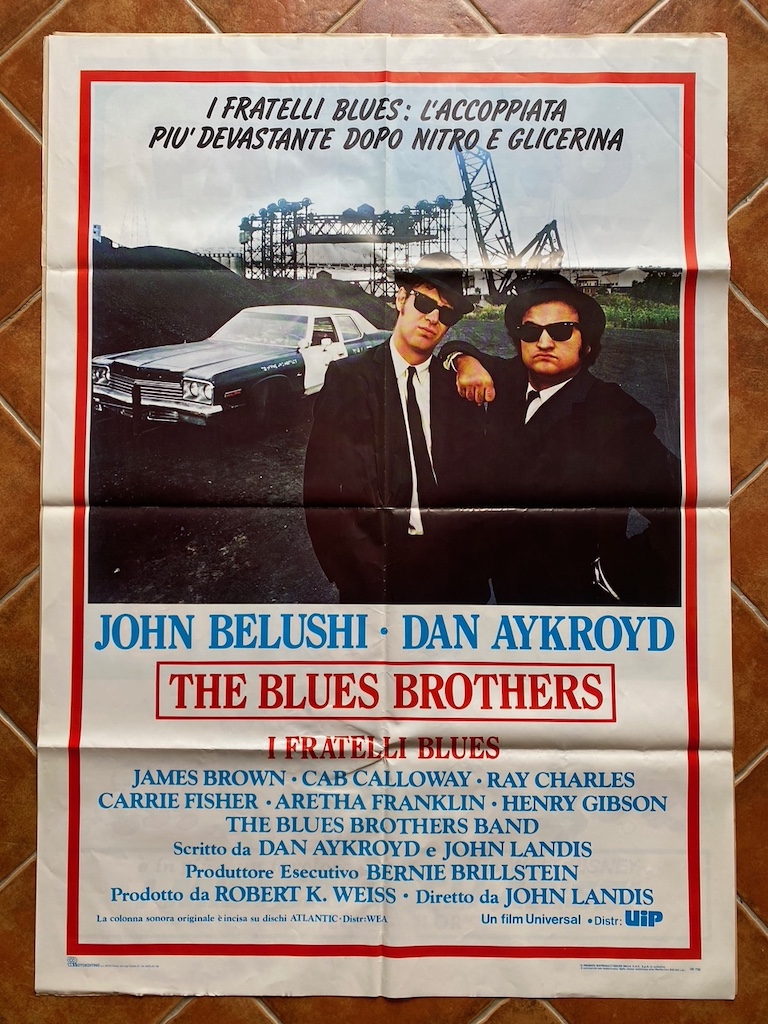 I FRATELLI BLUES: L'ACCOPPIATA
PIU' DEVASTANTE DOPO NITRO E GLICERINA
JOHN BELUSHI · DAN AYKROYD
THE BLUES BROTHERS
I FRATELLI BLUES
JAMES BROWN · CAB CALLOWAY · RAY CHARLES
CARRIE FISHER · ARETHA FRANKLIN · HENRY GIBSON
THE BLUES BROTHERS BAND
Scritto da DAN AYKROYD e JOHN LANDIS
Produttore Esecutivo BERNIE BRILLSTEIN
Prodotto da ROBERT K. WEISS · Diretto da JOHN LANDIS
La colonna sonora originale è incisa su dischi ATLANTIC · Distr: WEA
Un film Universal · Distr: UIP